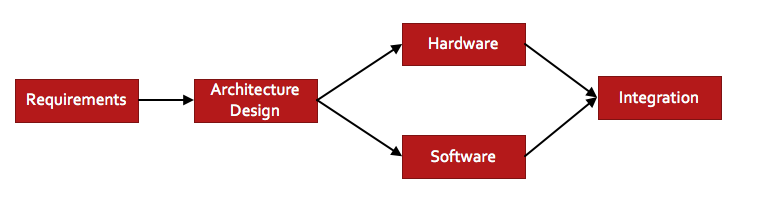 Requirements
Architecture
Design
Hardware
Software
Integration